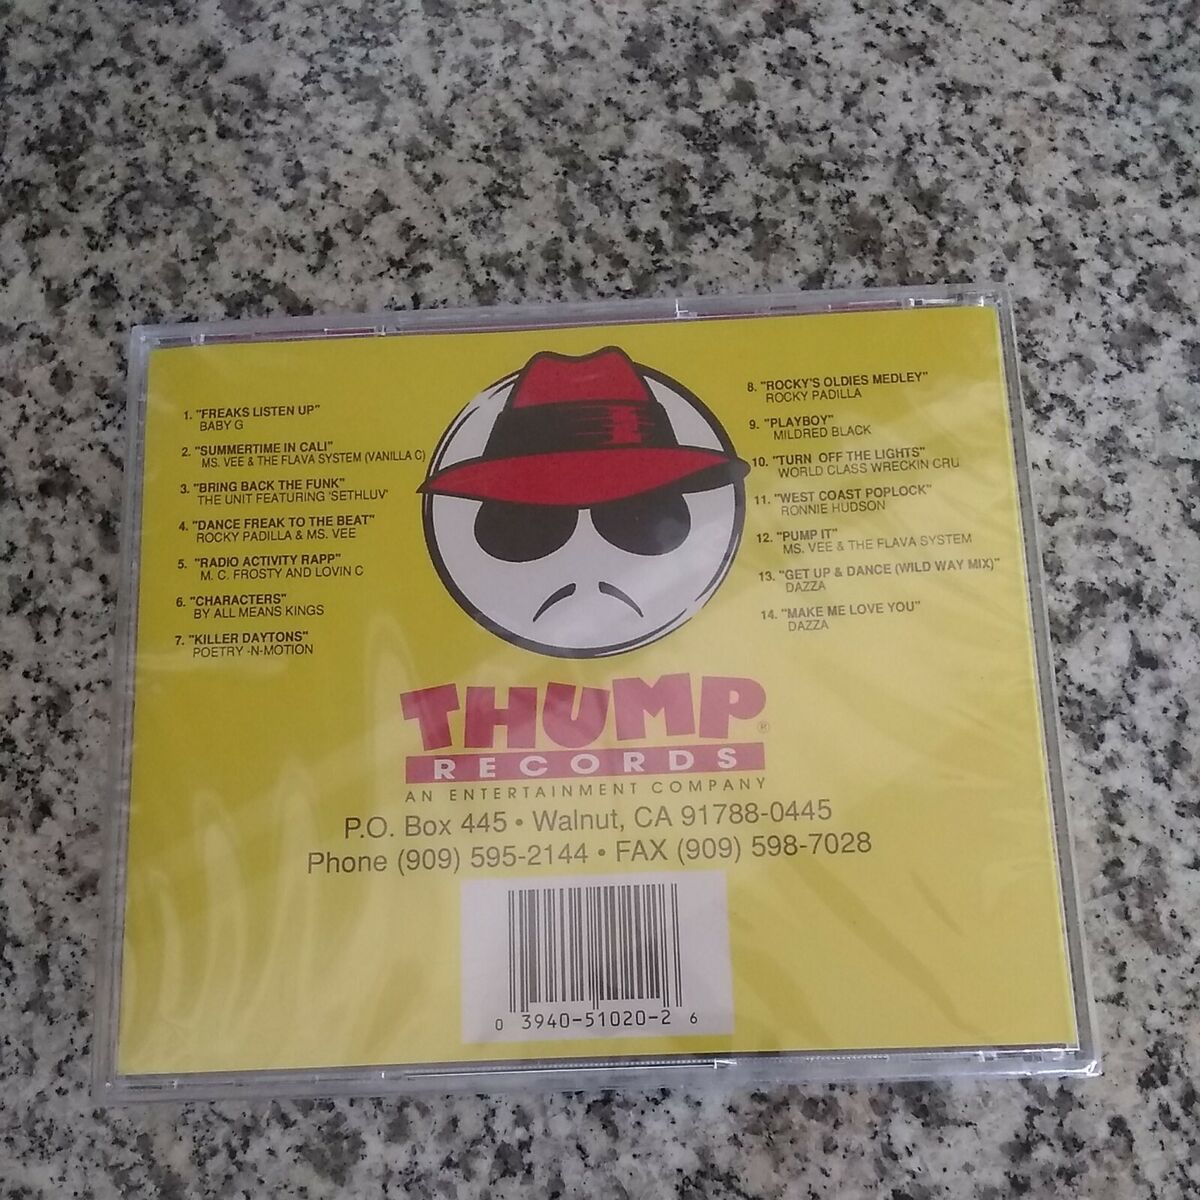 1. "FREAKS LISTEN UP"
BABY G
2. "SUMMERTIME IN CALI"
MS. VEE & THE FLAVA SYSTEM (VANILLA C)
3. "BRING BACK THE FUNK"
THE UNIT FEATURING 'SETHLUV'
4. "DANCE FREAK TO THE BEAT"
ROCKY PADILLA & MS. VEE
5. "RADIO ACTIVITY RAPP"
M. C. FROSTY AND LOVIN C
6. "CHARACTERS"
BY ALL MEANS KINGS
7. "KILLER DAYTONS"
POETRY -N-MOTION
8. "ROCKY'S OLDIES MEDLEY"
ROCKY PADILLA
9. "PLAYBOY"
MILDRED BLACK
10. "TURN OFF THE LIGHTS"
WORLD CLASS WRECKIN CRU
11. "WEST COAST POPLOCK"
RONNIE HUDSON
12. "PUMP IT"
MS. VEE & THE FLAVA SYSTEM
13. "GET UP & DANCE (WILD WAY MIX)"
DAZZA
14. "MAKE ME LOVE YOU"
DAZZA
THUMP®
RECORDS
AN ENTERTAINMENT COMPANY
P.O. Box 445 • Walnut, CA 91788-0445
Phone (909) 595-2144 • FAX (909) 598-7028
0 3940-51020-2 6